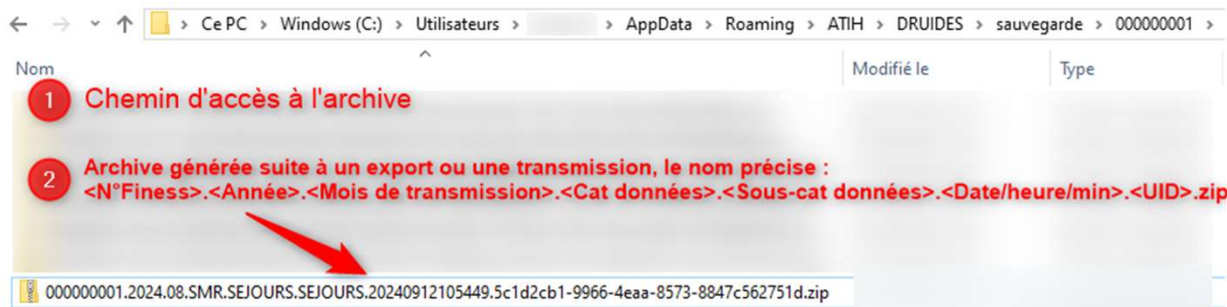 Ce PC > Windows (C:) > Utilisateurs > > AppData > Roaming > ATIH > DRUIDES > sauvegarde > 000000001 >
Nom Modifié le Type
1 Chemin d'accès à l'archive
2 Archive générée suite à un export ou une transmission, le nom précise :
<N°Finess>.<Année>.<Mois de transmission>.<Cat données>.<Sous-cat données>.<Date/heure/min>.<UID>.zip
000000001.2024.08.SMR.SEJOURS.SEJOURS.20240912105449.5c1d2cb1-9966-4eaa-8573-8847c562751d.zip